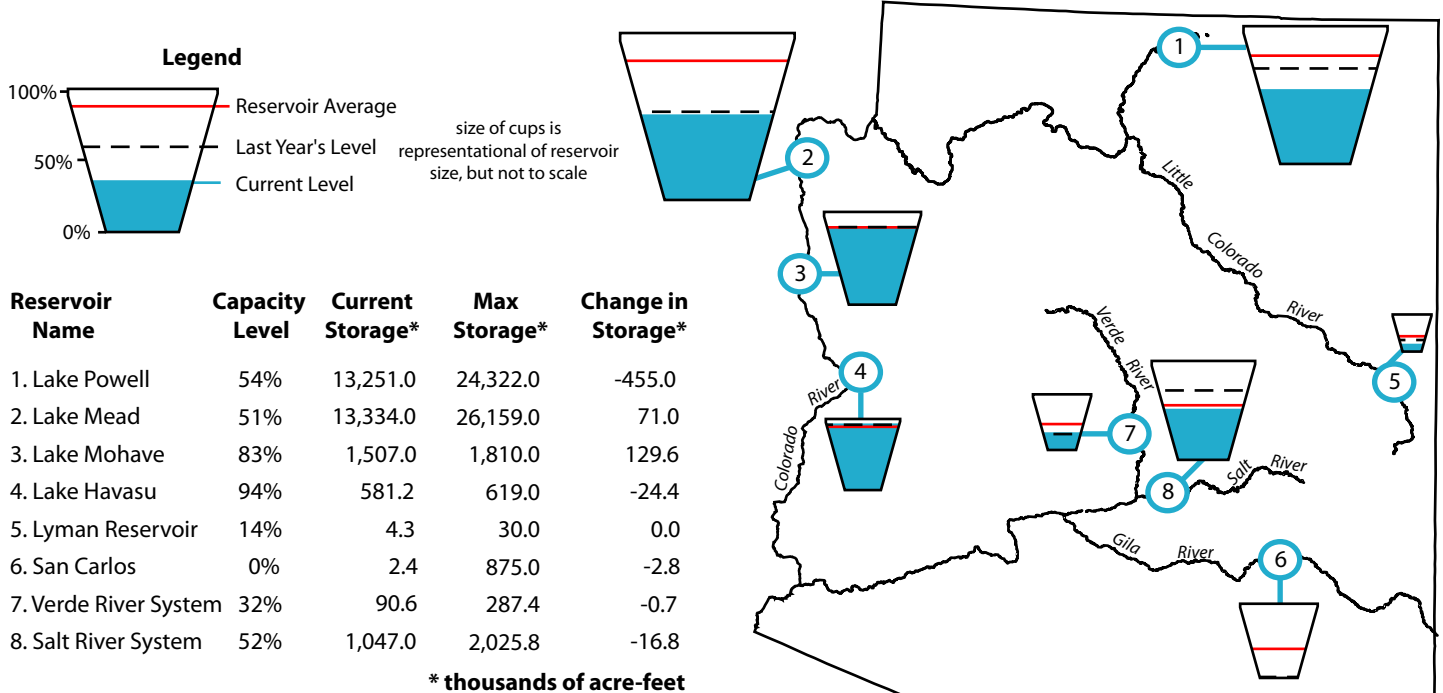 Legend
100%
50%
0%
Reservoir Average
Last Year's Level
Current Level
size of cups is
representational of reservoir
size, but not to scale
Reservoir Name Capacity Level Current Storage* Max Storage* Change in Storage*
1. Lake Powell 54% 13,251.0 24,322.0 -455.0
2. Lake Mead 51% 13,334.0 26,159.0 71.0
3. Lake Mohave 83% 1,507.0 1,810.0 129.6
4. Lake Havasu 94% 581.2 619.0 -24.4
5. Lyman Reservoir 14% 4.3 30.0 0.0
6. San Carlos 0% 2.4 875.0 -2.8
7. Verde River System 32% 90.6 287.4 -0.7
8. Salt River System 52% 1,047.0 2,025.8 -16.8
* thousands of acre-feet
1
2
3
4
5
6
7
8
Little
Colorado
River
Verde
River
Salt River
Gila River
Colorado
River